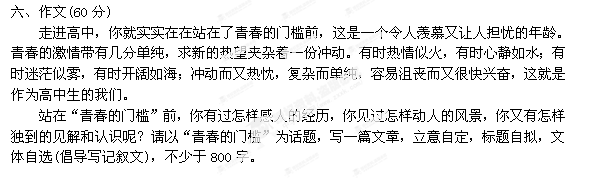 六、作文(60 分)
走进高中，你就实实在在站在了青春的门槛前，这是一个令人羡慕又让人担忧的年龄。
青春的激情带有几分单纯，求新的热望夹杂着一份冲动。有时热情似火，有时心静如水；有
时迷茫似雾，有时开阔如海；冲动而又热忱，复杂而单纯，容易沮丧而又很快兴奋，这就是
作为高中生的我们。
站在“青春的门槛”前，你有过怎样感人的经历，你见过怎样动人的风景，你又有怎样
独到的见解和认识呢？请以“青春的门槛”为话题，写一篇文章，立意自定，标题自拟，文
体自选(倡导写记叙文)，不少于 800 字。